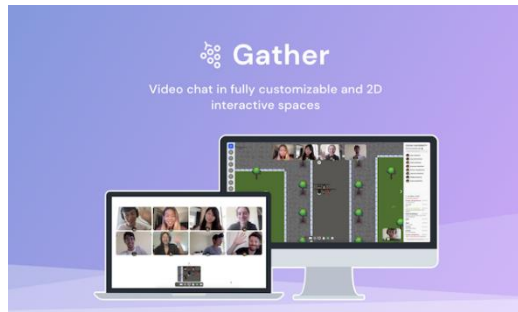 Gather
Video chat in fully customizable and 2D
interactive spaces